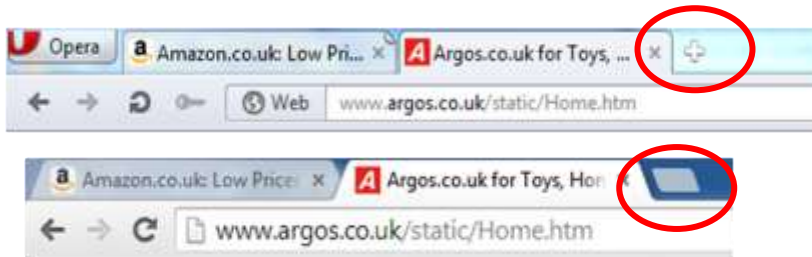 Opera a Amazon.co.uk: Low Pri... × A Argos.co.uk for Toys, ... ×
Web www.argos.co.uk/static/Home.htm
a Amazon.co.uk: Low Price × A Argos.co.uk for Toys, Hon ×
www.argos.co.uk/static/Home.htm